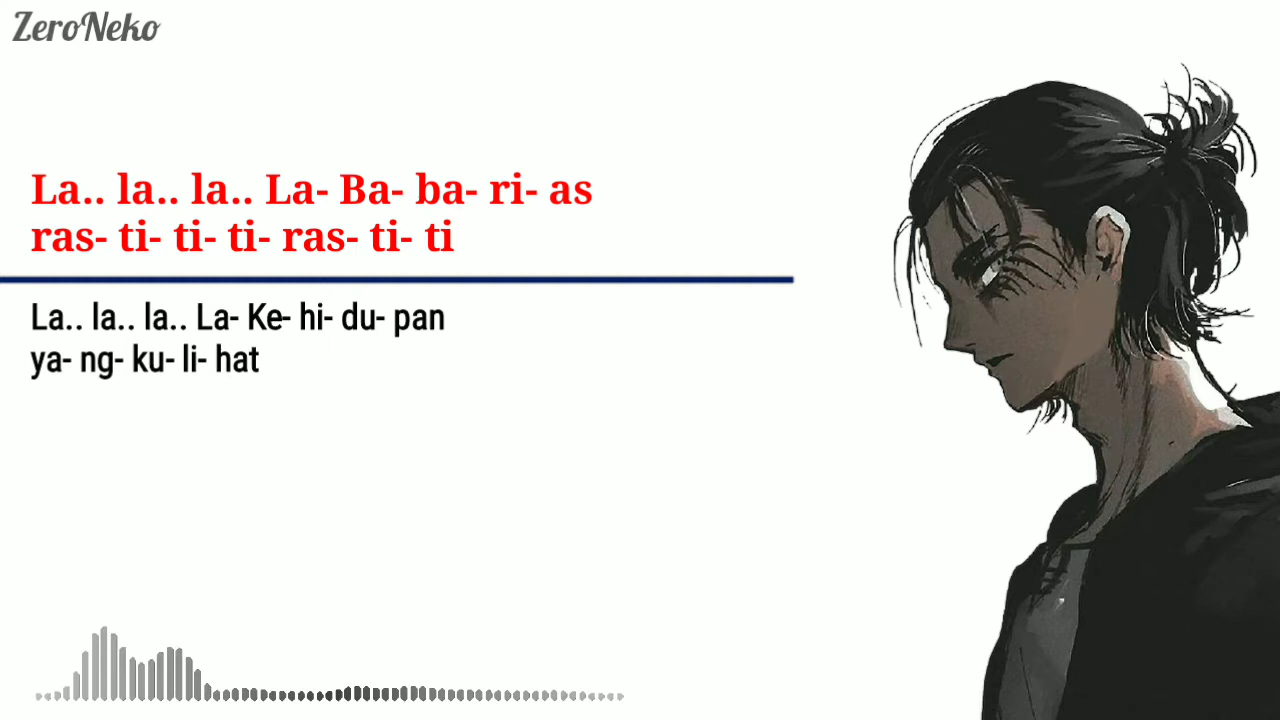 ZeroNeko
La.. la.. la.. La- Ba- ba- ri- as
ras- ti- ti- ti- ras- ti- ti
La.. la.. la.. La- Ke- hi- du- pan
ya- ng- ku- li- hat